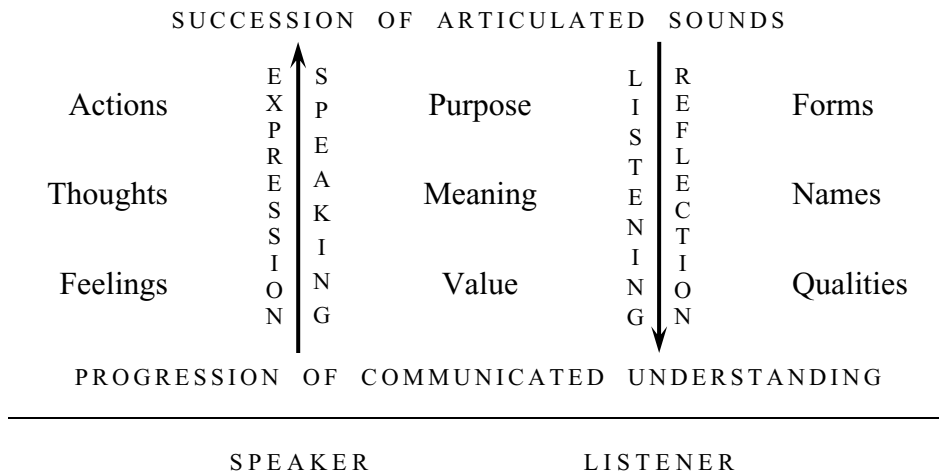 SUCCESSION OF ARTICULATED SOUNDS
EXPRESSION
SPEAKING
LISTENING
REFLECTION
Actions Purpose Forms
Thoughts Meaning Names
Feelings Value Qualities
PROGRESSION OF COMMUNICATED UNDERSTANDING
SPEAKER LISTENER